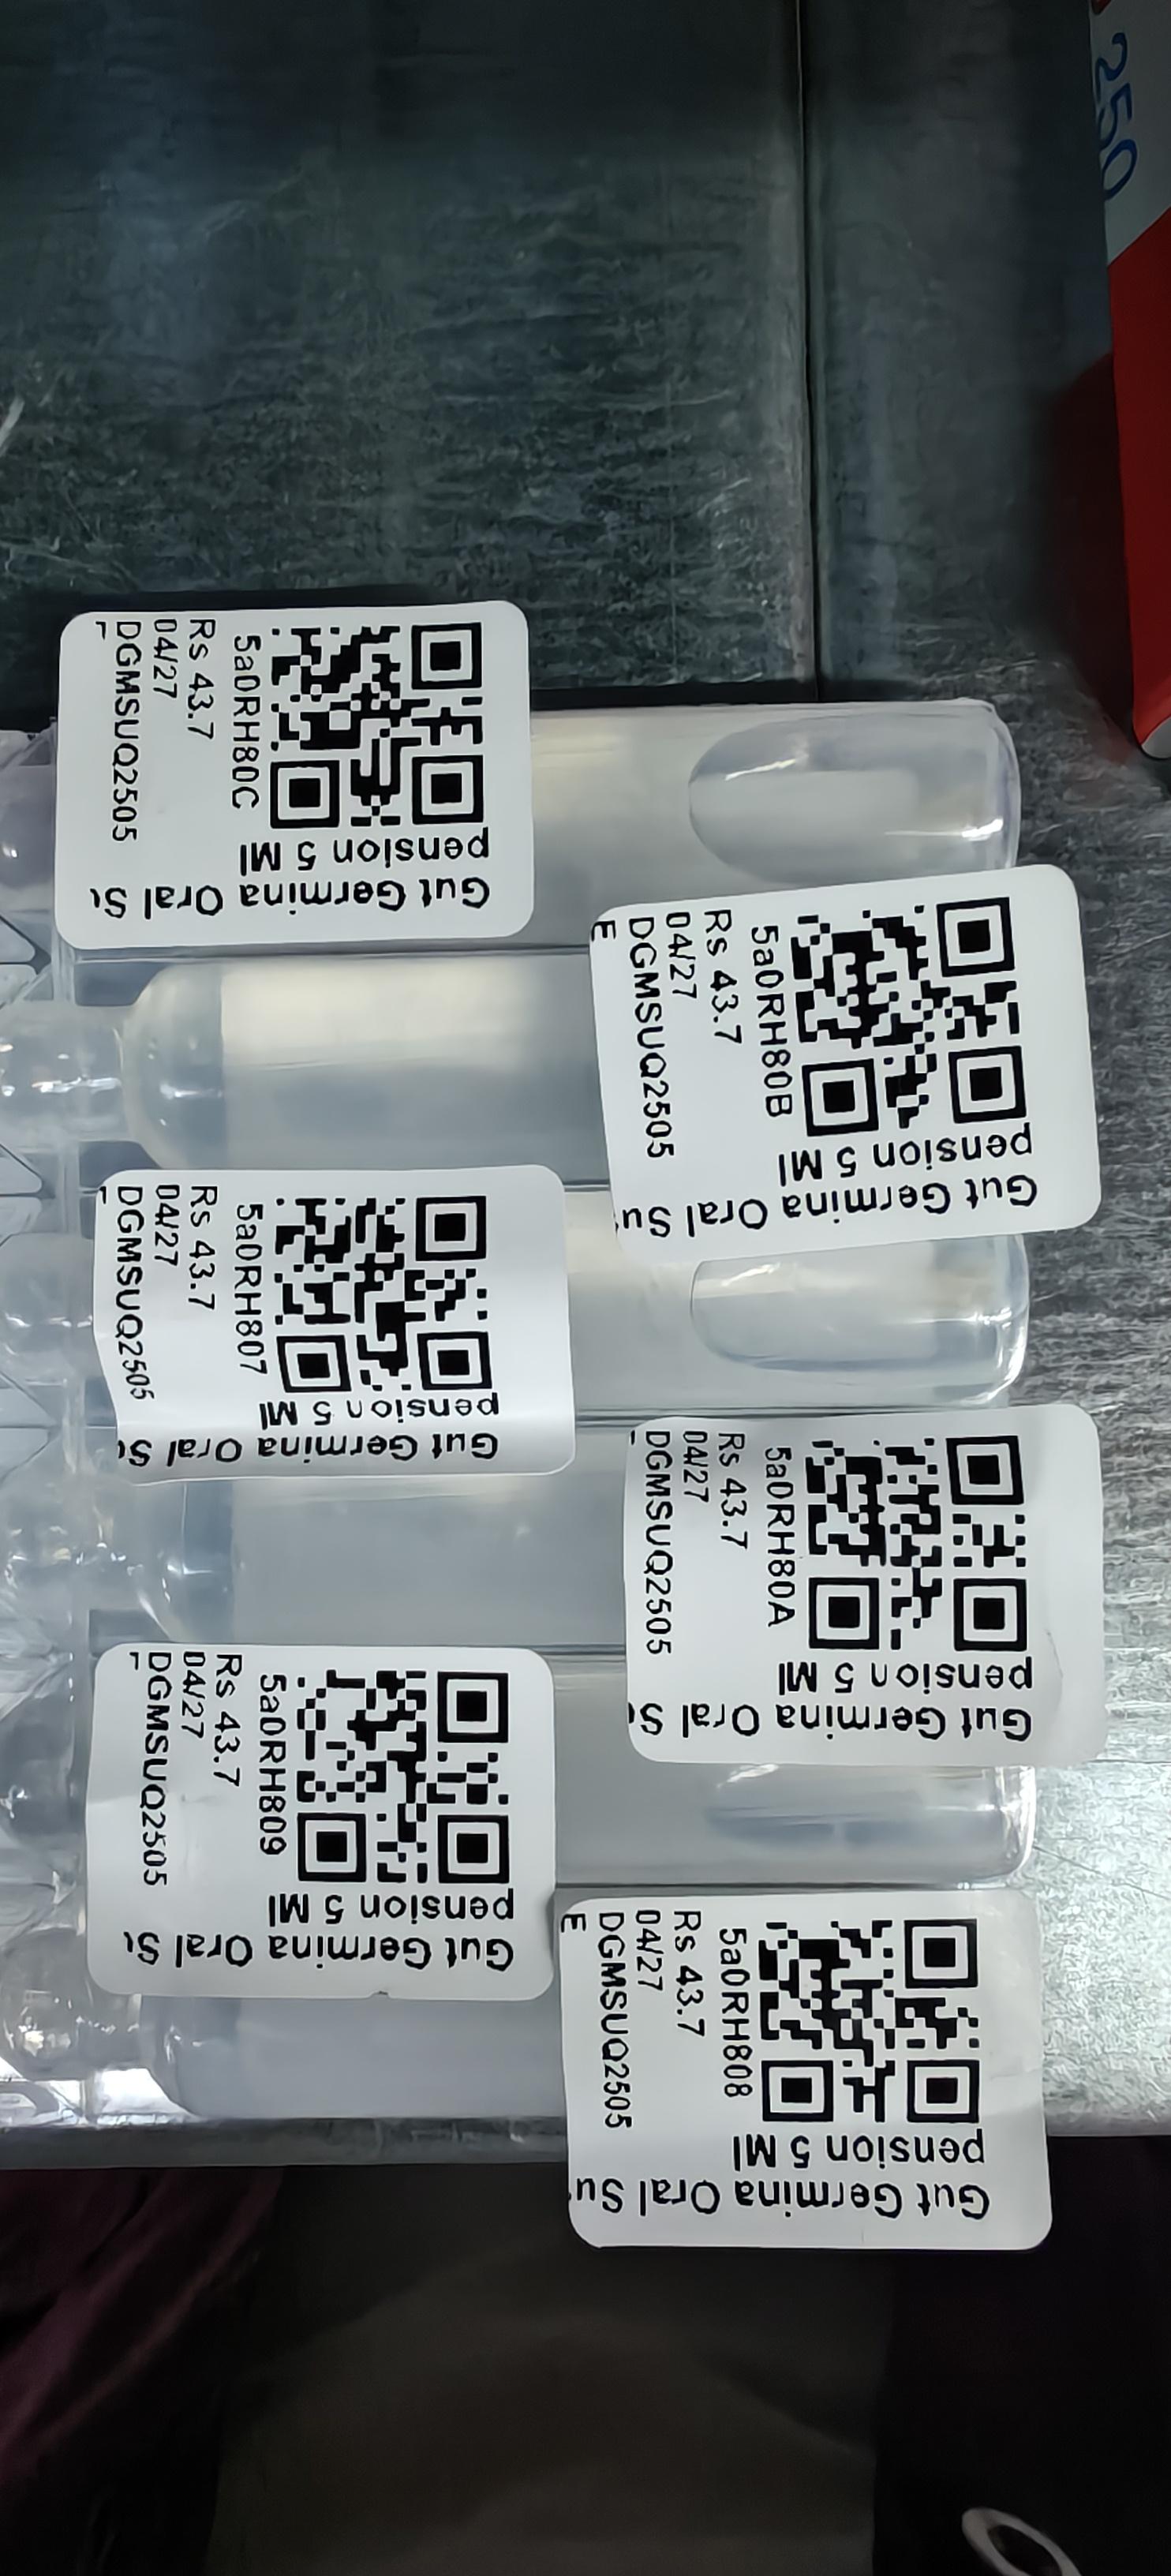 250
Gut Germina Oral Su
pension 5 Ml
5a0RH80C
Rs 43.7
04/27
DGMSUQ2505
Gut Germina Oral Su
pension 5 Ml
5a0RH80B
Rs 43.7
04/27
DGMSUQ2505
E
Gut Germina Oral S
pension 5 Ml
5a0RH807
Rs 43.7
04/27
DGMSUQ2505
Gut Germina Oral S
pension 5 Ml
5a0RH80A
Rs 43.7
04/27
DGMSUQ2505
Gut Germina Oral S
pension 5 Ml
5a0RH809
Rs 43.7
04/27
DGMSUQ2505
Gut Germina Oral Su
pension 5 Ml
5a0RH808
Rs 43.7
04/27
DGMSUQ2505
E